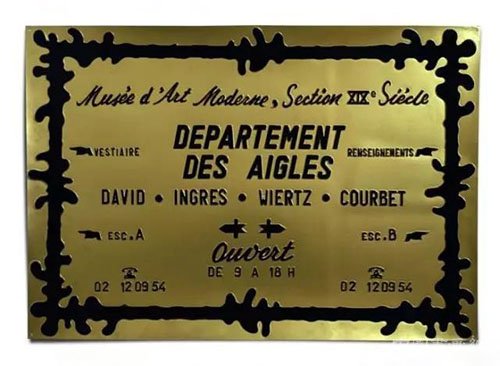 Musée d'Art Moderne, Section XIXe Siécle
DEPARTEMENT
DES AIGLES
VESTIAIRE
RENSEIGNEMENTS
DAVID • INGRES • WIERTZ • COURBET
ESC. A
ESC. B
Ouvert
DE 9 A 18 H
02 12 09 54
02 12 09 54